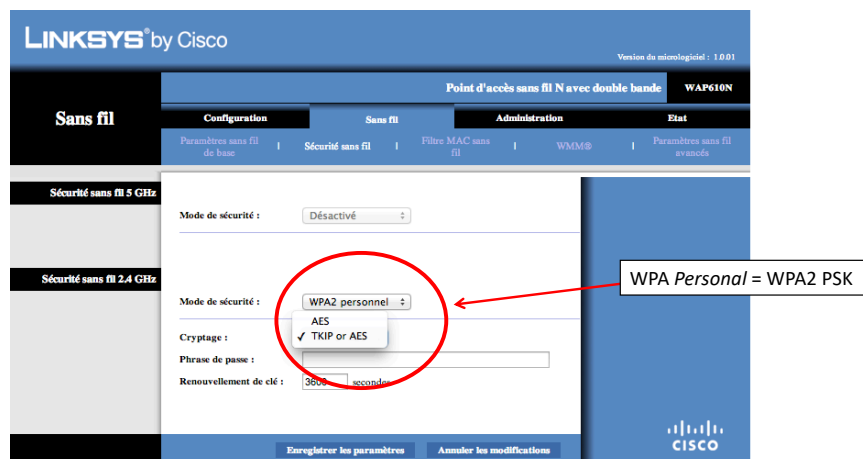 LINKSYS® by Cisco
Version du micrologiciel : 1.0.01
Point d'accès sans fil N avec double bande WAP610N
Sans fil
Configuration Sans fil Administration Etat
Paramètres sans fil de base | Sécurité sans fil | Filtre MAC sans fil | WMM® | Paramètres sans fil avancés
Sécurité sans fil 5 GHz
Mode de sécurité : Désactivé
Sécurité sans fil 2.4 GHz
WPA Personal = WPA2 PSK
Mode de sécurité : WPA2 personnel
AES
Cryptage : ✓ TKIP or AES
Phrase de passe :
Renouvellement de clé : 3600 secondes
Enregistrer les paramètres Annuler les modifications
CISCO